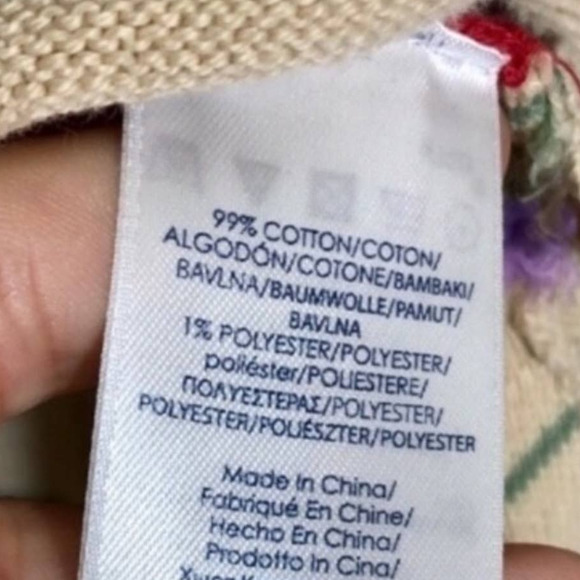 99% COTTON/COTON/
ALGODÓN/COTONE/BAMBAKI/
BAVLNA/BAUMWOLLE/PAMUT/
BAVLNA
1% POLYESTER/POLYESTER/
poliéster/POLIESTERE/
ΠΟΛΥΕΣΤΕΡΑΣ/POLYESTER/
POLYESTER/POLIÉSZTER/POLYESTER
Made In China/
Fabriqué En Chine/
Hecho En China/
Prodotto In Cina/